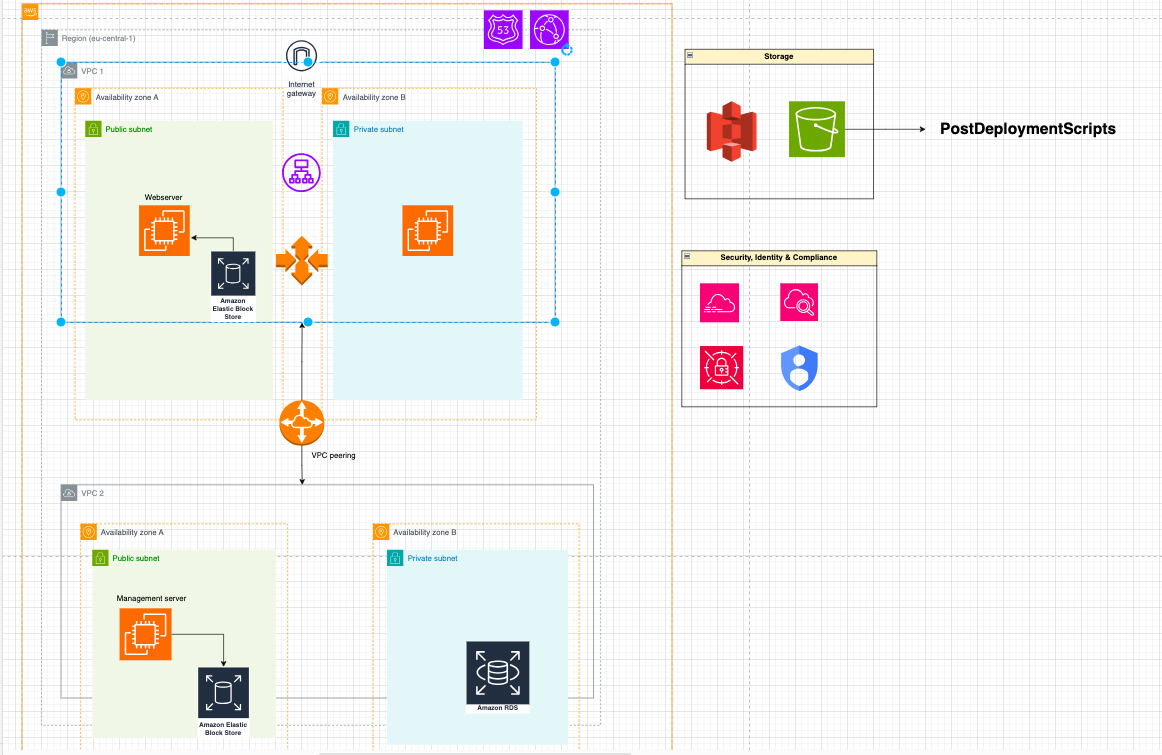 aws
Region (eu-central-1)
53
Internet
gateway
VPC 1
Availability zone A
Availability zone B
Public subnet
Private subnet
Webserver
Amazon
Elastic Block
Store
VPC peering
VPC 2
Availability zone A
Availability zone B
Public subnet
Private subnet
Management server
Amazon Elastic
Block Store
Amazon RDS
Storage
PostDeploymentScripts
Security, Identity & Compliance